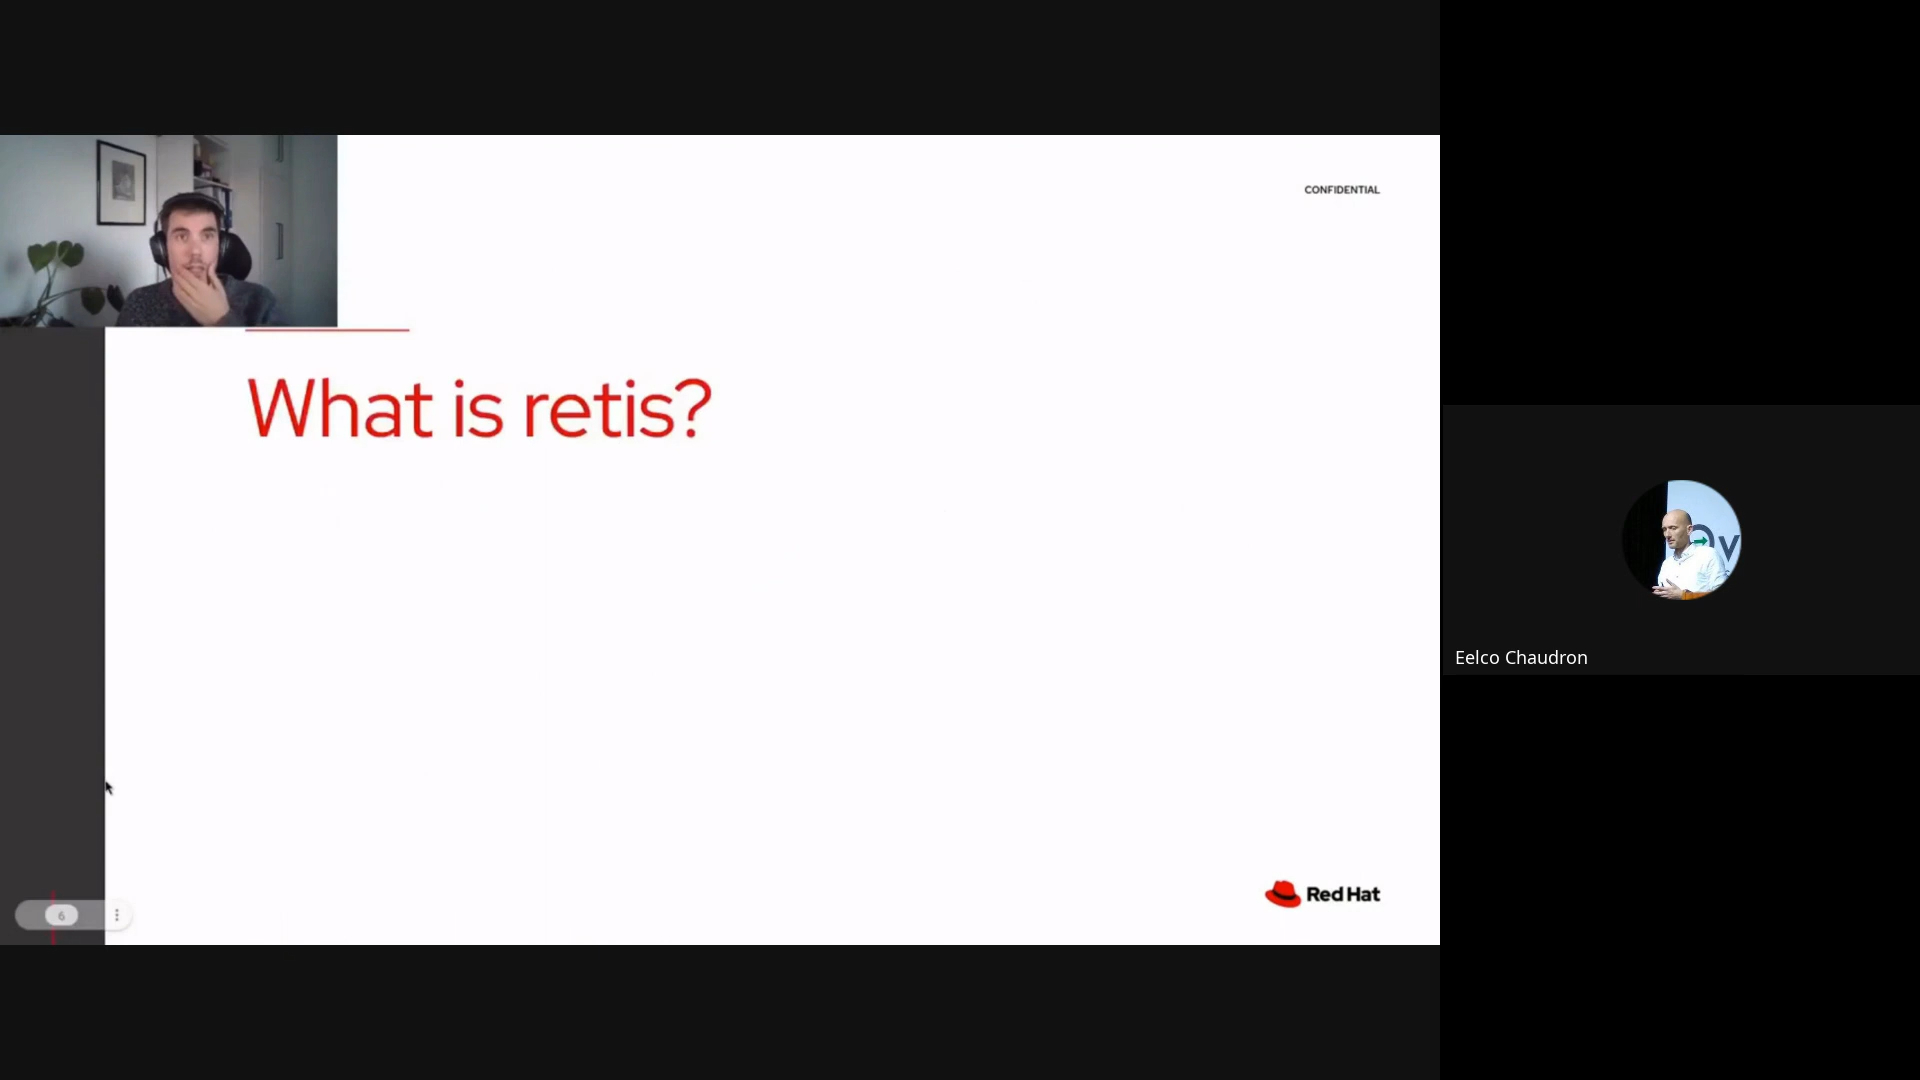 CONFIDENTIAL
What is retis?
Eelco Chaudron
Red Hat
6